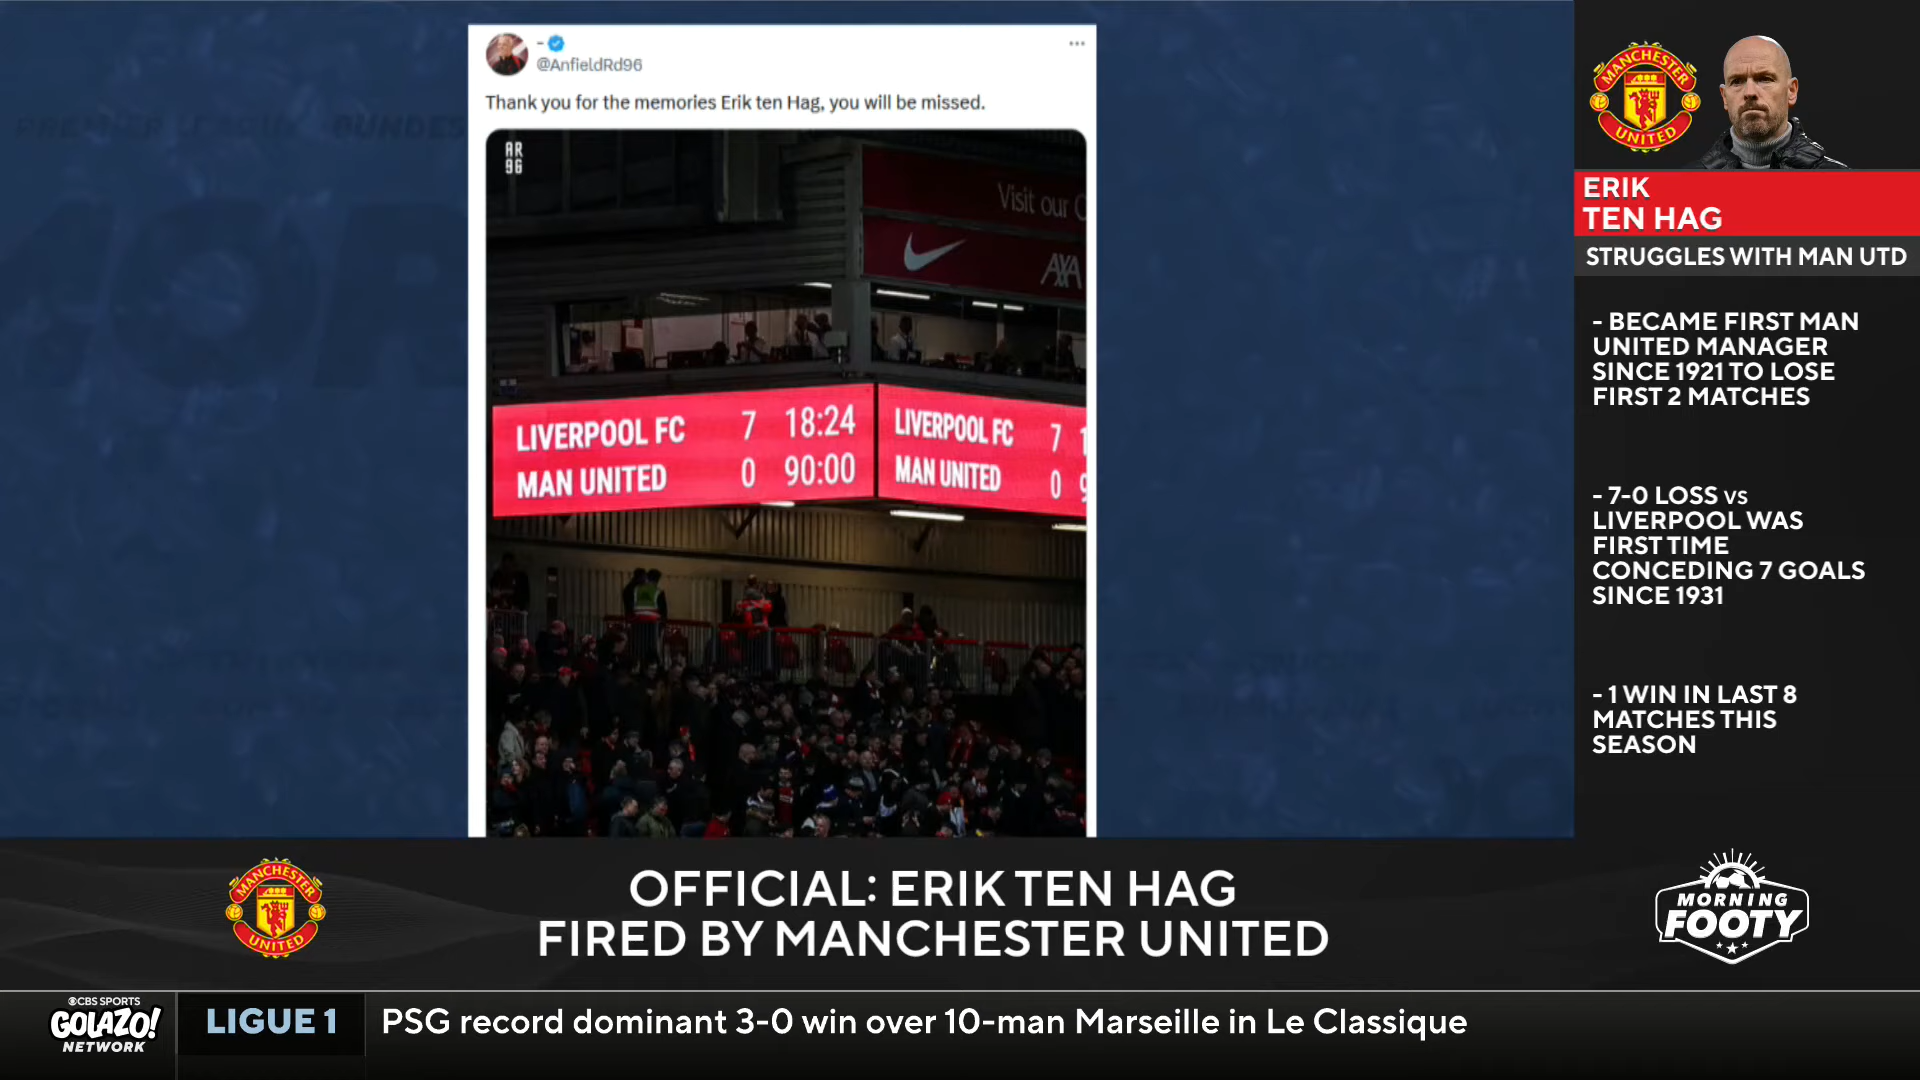 -
@AnfieldRd96
Thank you for the memories Erik ten Hag, you will be missed.
AR
96
Visit our
AXA
LIVERPOOL FC 7 18:24
MAN UNITED 0 90:00
LIVERPOOL FC 7 1
MAN UNITED 0 9
MANCHESTER
UNITED
ERIK
TEN HAG
STRUGGLES WITH MAN UTD
- BECAME FIRST MAN
UNITED MANAGER
SINCE 1921 TO LOSE
FIRST 2 MATCHES
- 7-0 LOSS vs
LIVERPOOL WAS
FIRST TIME
CONCEDING 7 GOALS
SINCE 1931
- 1 WIN IN LAST 8
MATCHES THIS
SEASON
MANCHESTER
UNITED
OFFICIAL: ERIK TEN HAG
FIRED BY MANCHESTER UNITED
MORNING
FOOTY
CBS SPORTS
GOLAZO!
NETWORK
LIGUE 1
PSG record dominant 3-0 win over 10-man Marseille in Le Classique